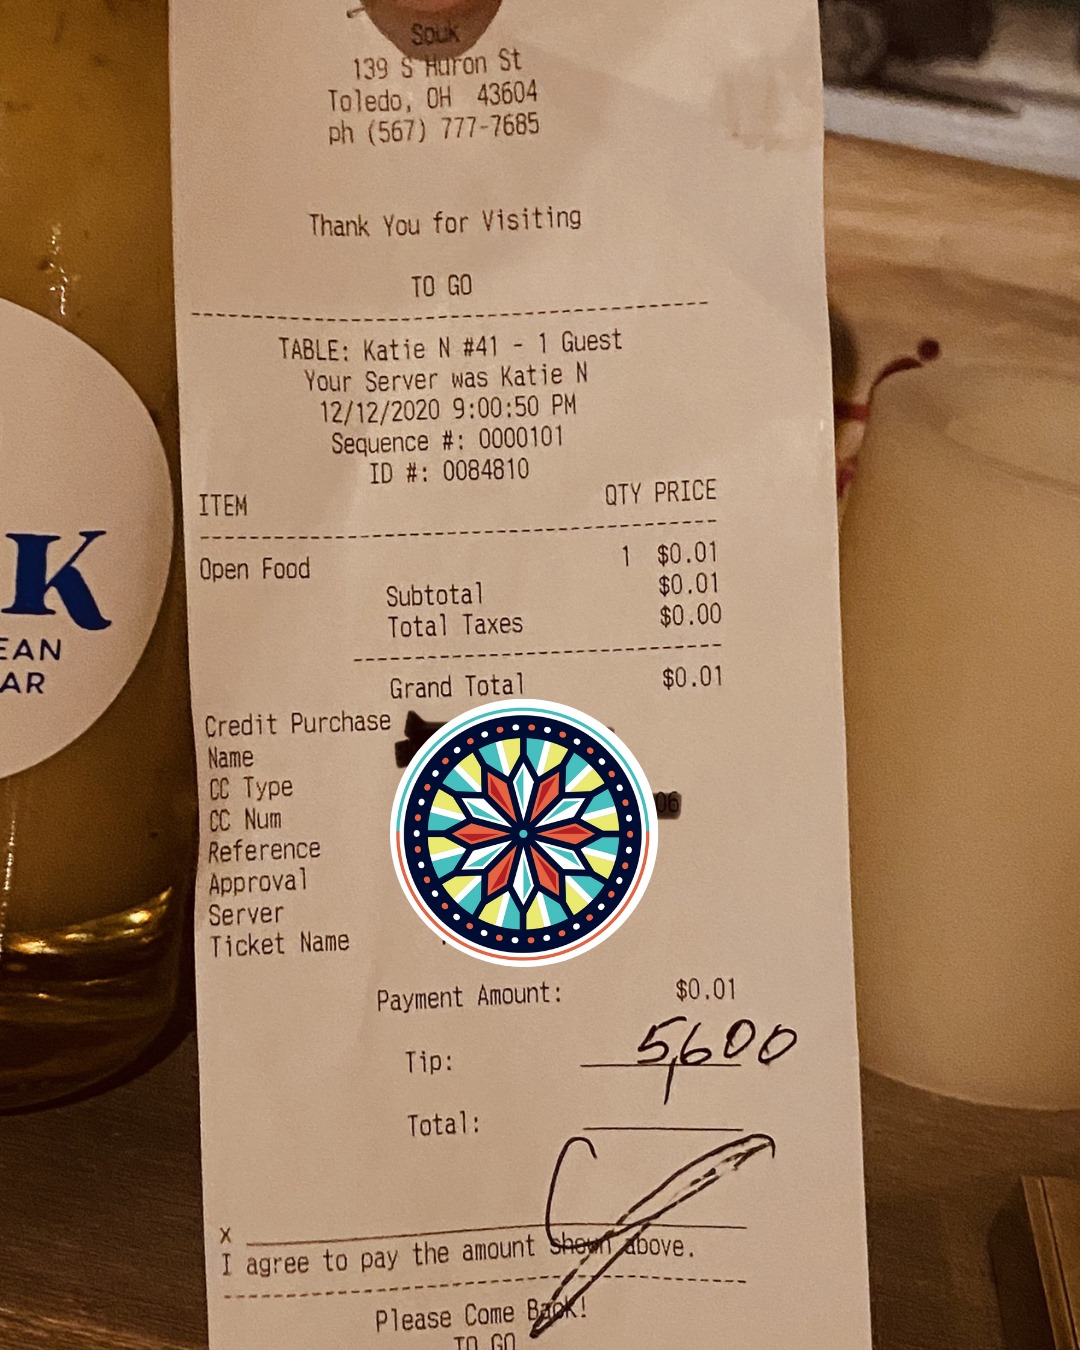 Souk
139 S Huron St
Toledo, OH 43604
ph (567) 777-7685
Thank You for Visiting
TO GO
TABLE: Katie N #41 - 1 Guest
Your Server was Katie N
12/12/2020 9:00:50 PM
Sequence #: 0000101
ID #: 0084810
ITEM QTY PRICE
Open Food 1 $0.01
Subtotal $0.01
Total Taxes $0.00
Grand Total $0.01
Credit Purchase
Name
CC Type
CC Num 06
Reference
Approval
Server
Ticket Name
Payment Amount: $0.01
Tip: 5,600
Total:
x
I agree to pay the amount shown above.
Please Come Back!
TO GO
K
EAN
AR